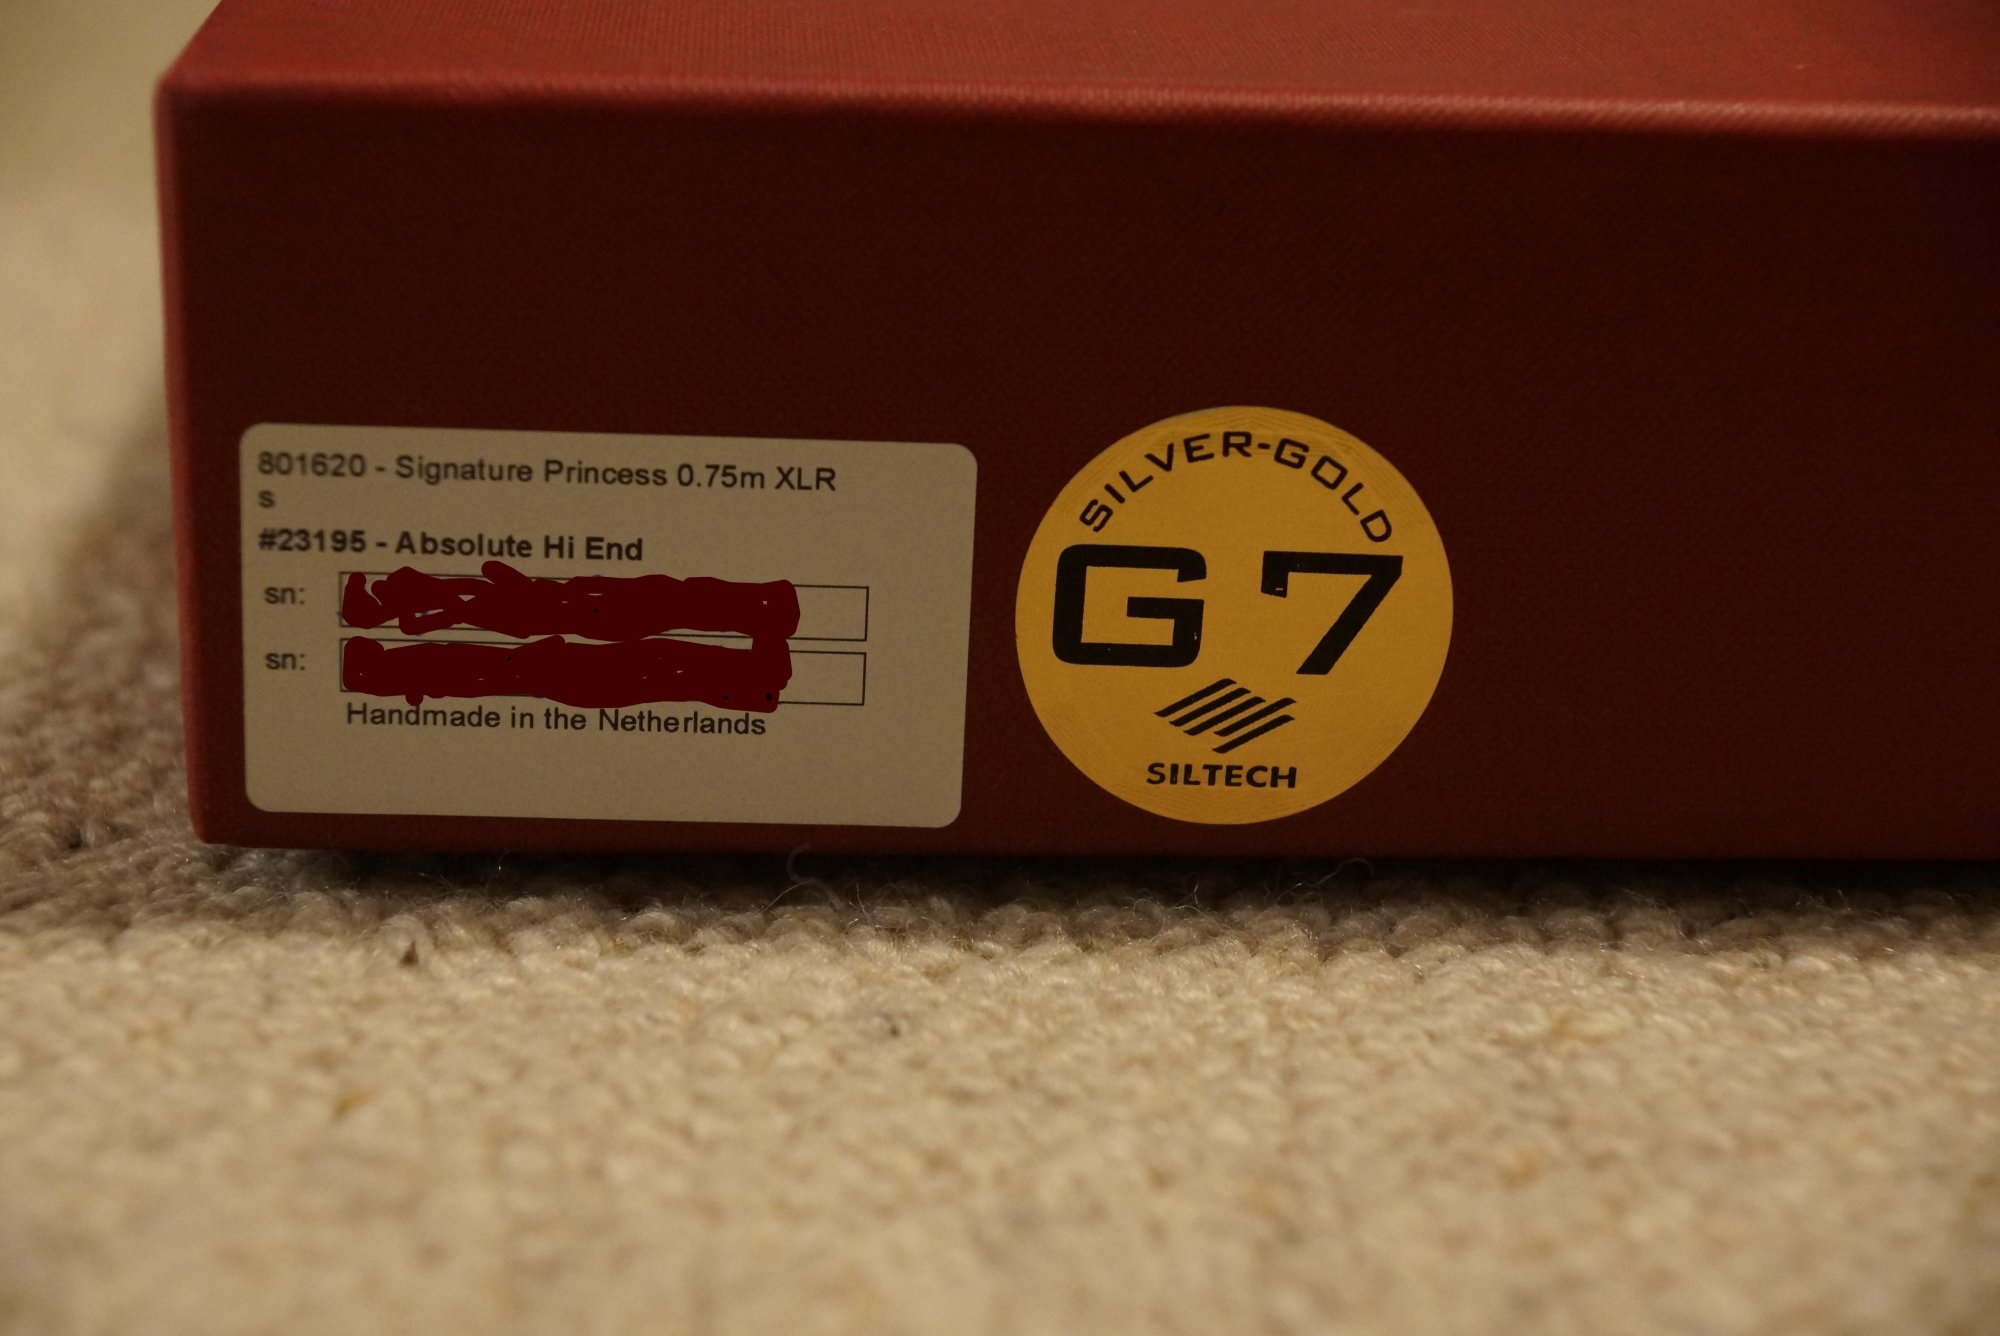 801620 - Signature Princess 0.75m XLR
s
#23195 - Absolute Hi End
sn:
sn:
Handmade in the Netherlands
SILVER-GOLD
G7
SILTECH